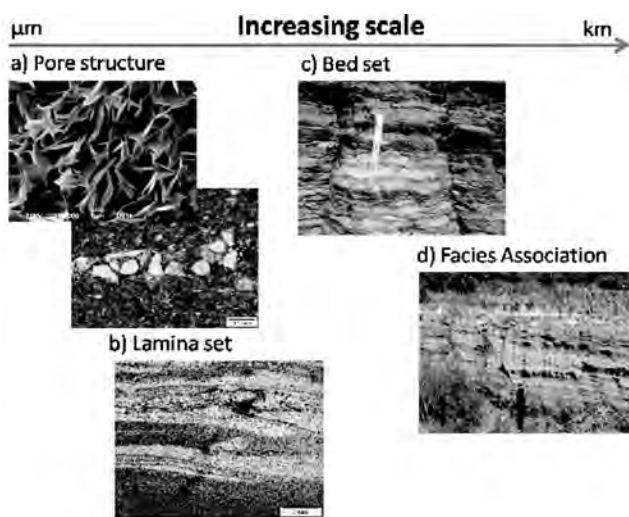 μm
Increasing scale
km
a) Pore structure
c) Bed set
d) Facies Association
b) Lamina set